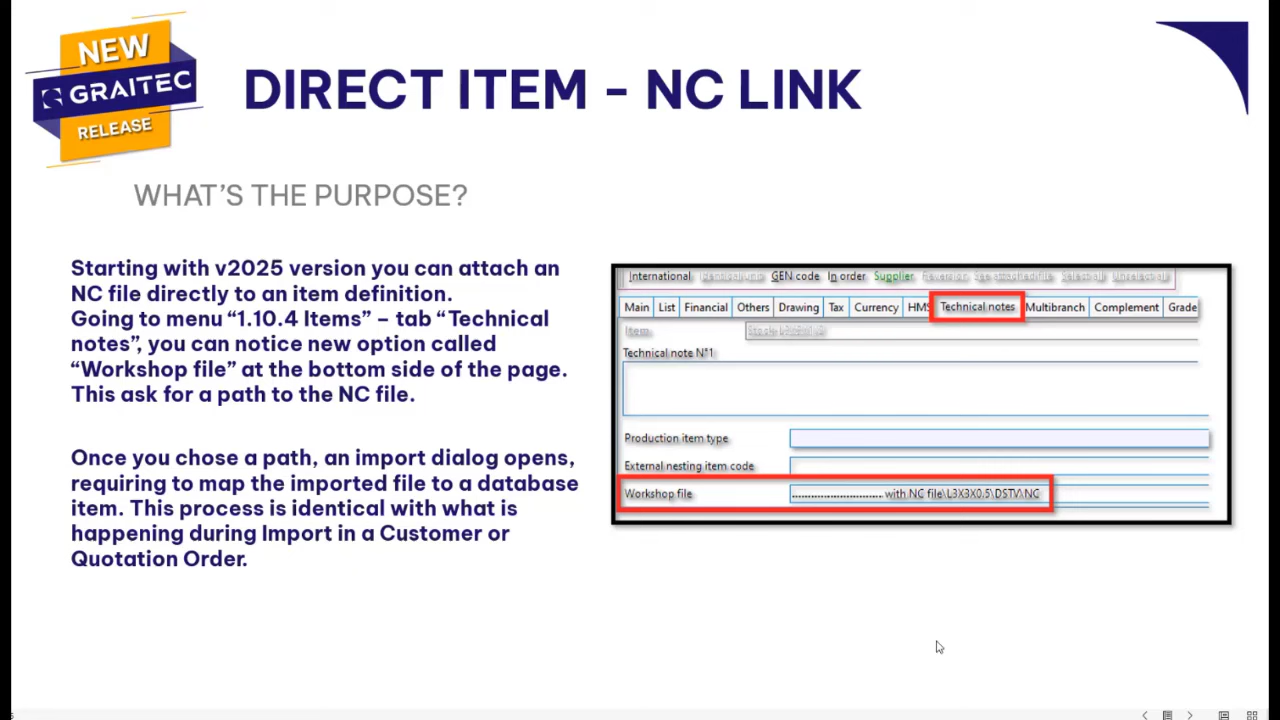 NEW
GRAITEC
RELEASE
DIRECT ITEM - NC LINK
WHAT'S THE PURPOSE?
Starting with v2025 version you can attach an
NC file directly to an item definition.
Going to menu “1.10.4 Items” – tab “Technical
notes”, you can notice new option called
“Workshop file” at the bottom side of the page.
This ask for a path to the NC file.
Once you chose a path, an import dialog opens,
requiring to map the imported file to a database
item. This process is identical with what is
happening during Import in a Customer or
Quotation Order.
International GEN code In order Supplier
Main List Financial Others Drawing Tax Currency HMS Technical notes Multibranch Complement Grade
Item
Technical note N°1
Production item type
External nesting item code
Workshop file with NC file\L3X3X0.5\DSTV\NC